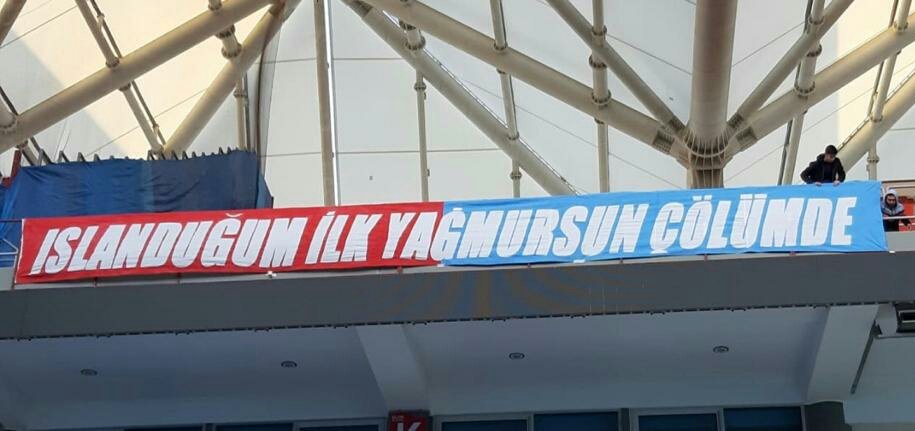 ISLANDUĞUM İLK YAĞMURSUN ÇÖLÜMDE
K